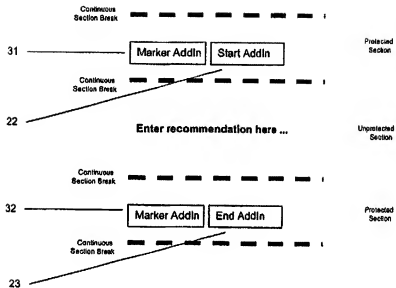 Continuous
Section Break
31
Marker AddIn
Start AddIn
Protected
Section
Continuous
Section Break
22
Enter recommendation here ...
Unprotected
Section
Continuous
Section Break
32
Marker AddIn
End AddIn
Protected
Section
Continuous
Section Break
23